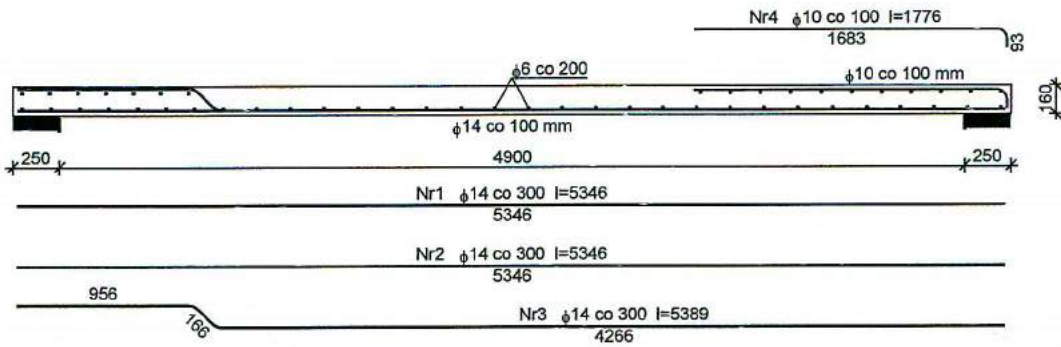 Nr4 ϕ10 co 100 l=1776
1683
93
ϕ6 co 200
ϕ10 co 100 mm
160
ϕ14 co 100 mm
250
4900
250
Nr1 ϕ14 co 300 l=5346
5346
Nr2 ϕ14 co 300 l=5346
5346
956
166
Nr3 ϕ14 co 300 l=5389
4266